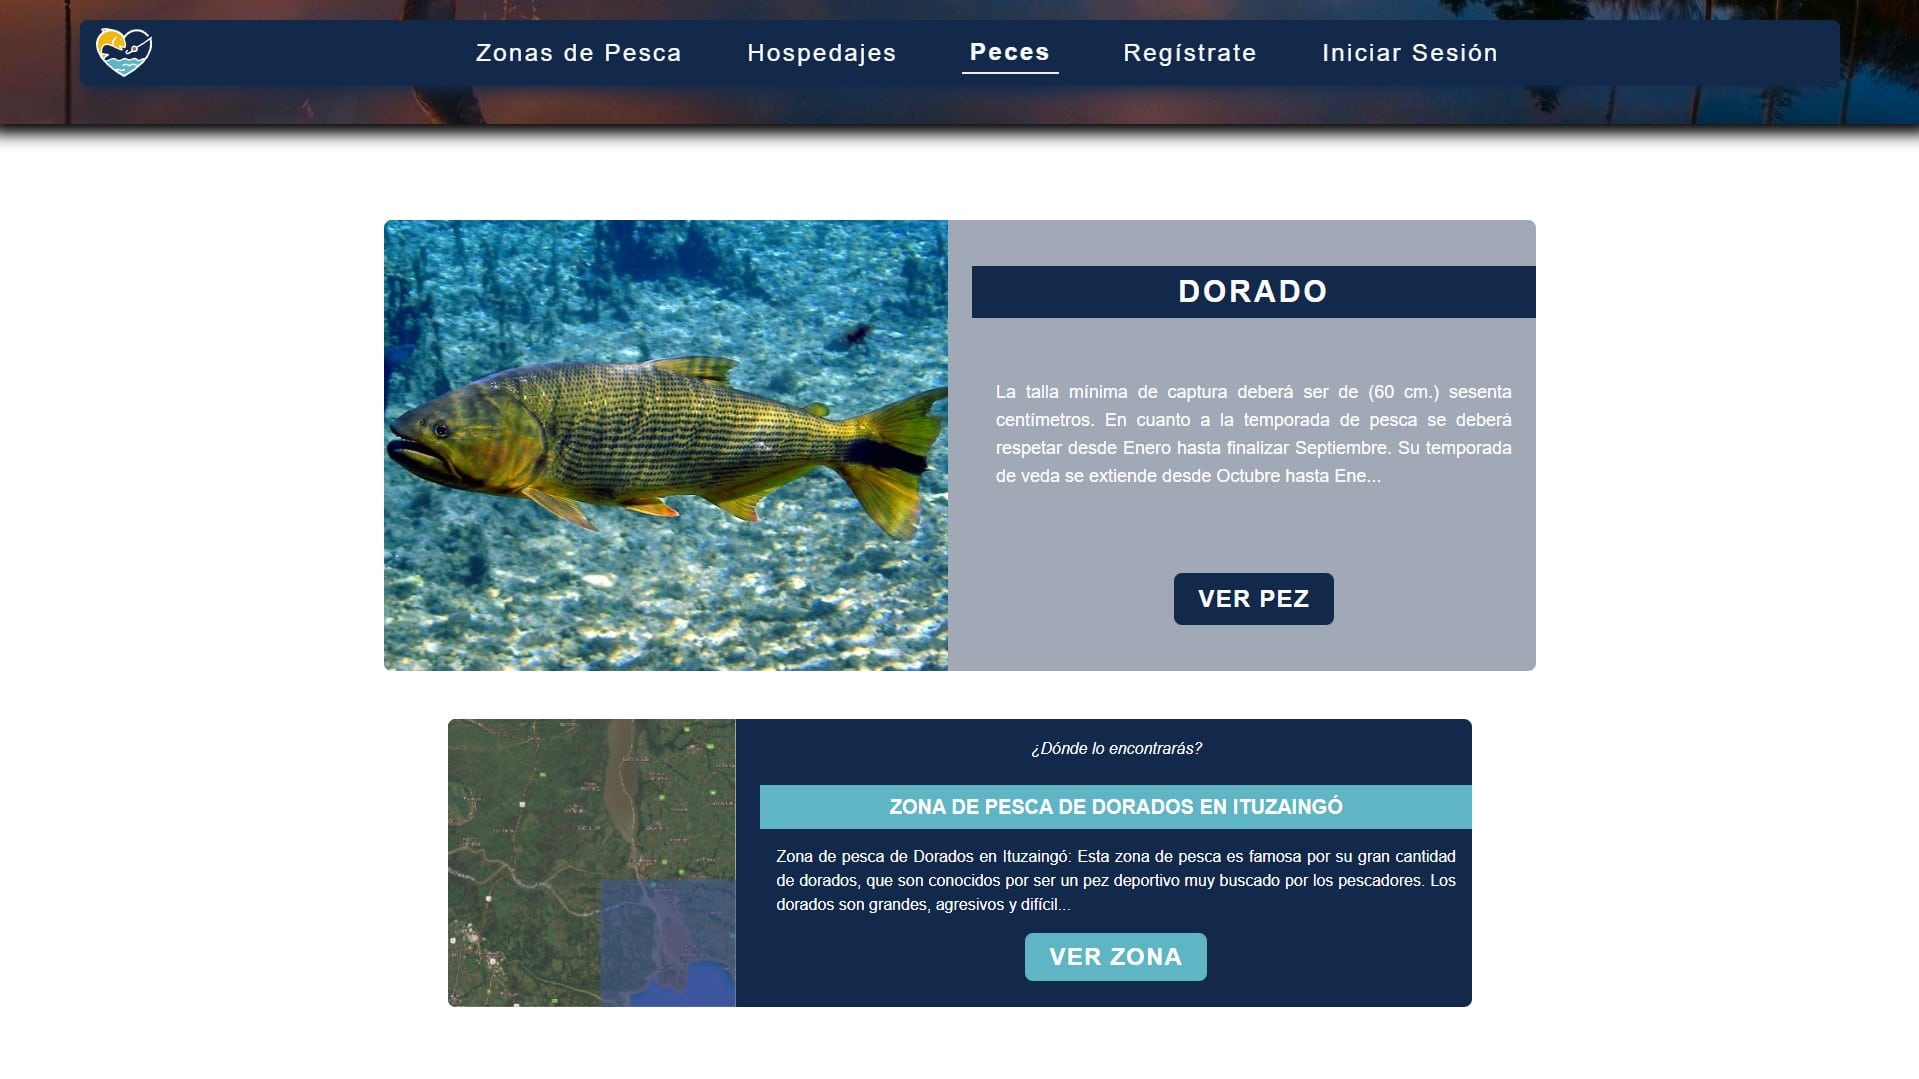 Zonas de Pesca
Hospedajes
Peces
Regístrate
Iniciar Sesión
DORADO
La talla mínima de captura deberá ser de (60 cm.) sesenta
centímetros. En cuanto a la temporada de pesca se deberá
respetar desde Enero hasta finalizar Septiembre. Su temporada
de veda se extiende desde Octubre hasta Ene...
VER PEZ
¿Dónde lo encontrarás?
ZONA DE PESCA DE DORADOS EN ITUZAINGÓ
Zona de pesca de Dorados en Ituzaingó: Esta zona de pesca es famosa por su gran cantidad
de dorados, que son conocidos por ser un pez deportivo muy buscado por los pescadores. Los
dorados son grandes, agresivos y difícil...
VER ZONA